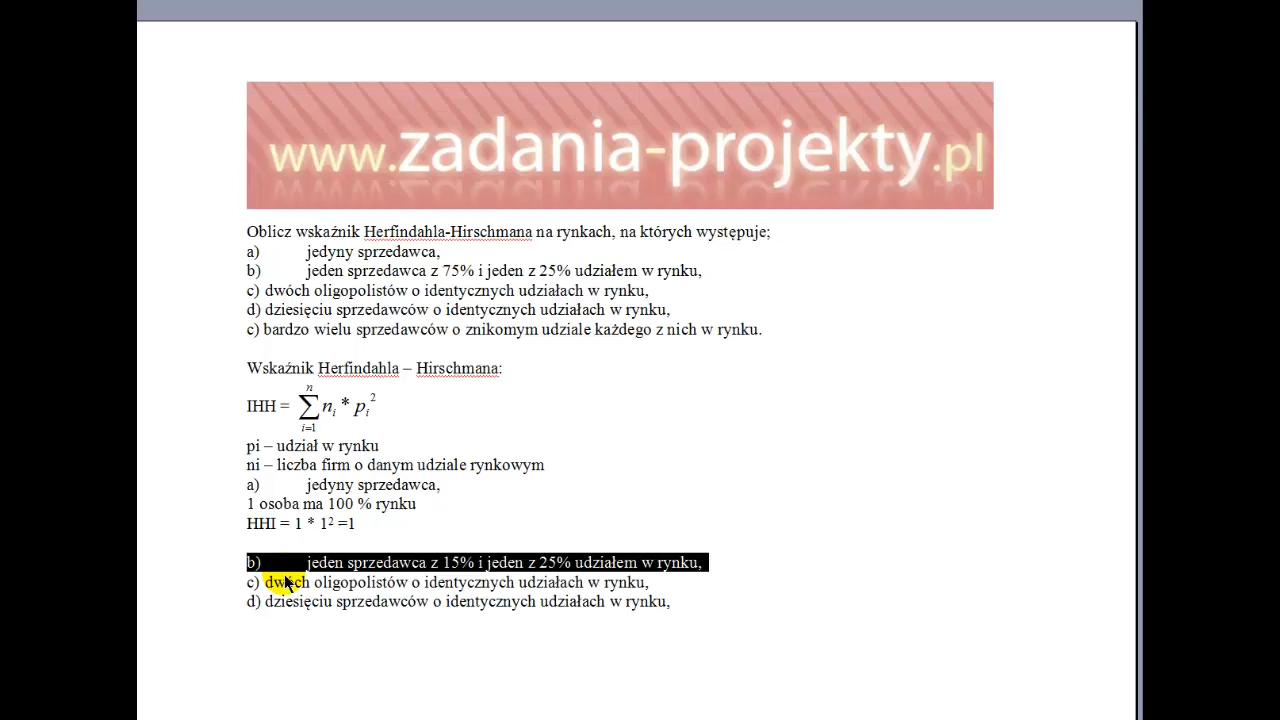 www.zadania-projekty.pl
Oblicz wskaźnik Herfindahla-Hirschmana na rynkach, na których występuje;
a) jedyny sprzedawca,
b) jeden sprzedawca z 75% i jeden z 25% udziałem w rynku,
c) dwóch oligopolistów o identycznych udziałach w rynku,
d) dziesięciu sprzedawców o identycznych udziałach w rynku,
c) bardzo wielu sprzedawców o znikomym udziale każdego z nich w rynku.
Wskaźnik Herfindahla – Hirschmana:
IHH = \sum_{i=1}^{n} n_i * p_i^2
pi – udział w rynku
ni – liczba firm o danym udziale rynkowym
a) jedyny sprzedawca,
1 osoba ma 100 % rynku
HHI = 1 * 1² =1
b) jeden sprzedawca z 15% i jeden z 25% udziałem w rynku,
c) dwóch oligopolistów o identycznych udziałach w rynku,
d) dziesięciu sprzedawców o identycznych udziałach w rynku,